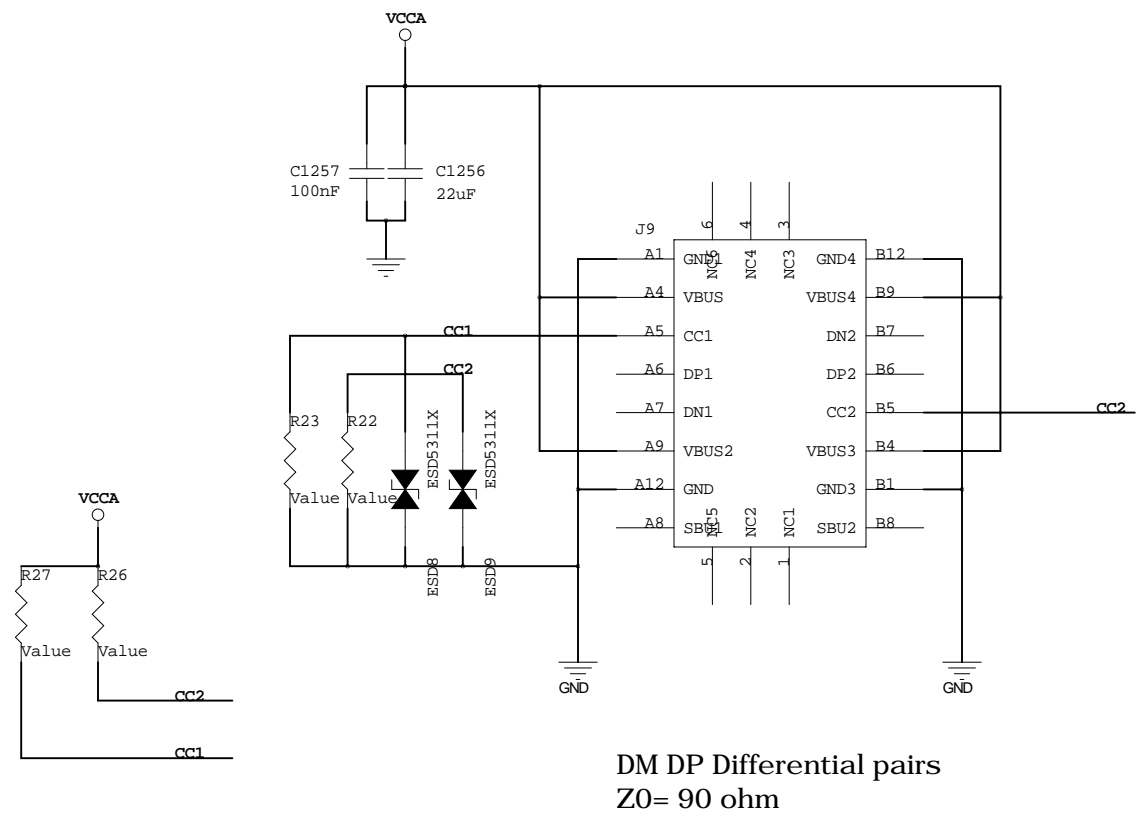 VCCA
C1257
100nF
C1256
22uF
J9
6
4
3
NC6
NC4
NC3
A1
GND1
GND4
B12
A4
VBUS
VBUS4
B9
CC1
A5
CC1
DN2
B7
CC2
A6
DP1
DP2
B6
A7
DN1
CC2
B5
CC2
R23
R22
ESD5311X
ESD5311X
A9
VBUS2
VBUS3
B4
Value
Value
A12
GND
GND3
B1
A8
SBU1
SBU2
B8
NC5
NC2
NC1
5
2
1
ESD8
ESD9
VCCA
R27
R26
Value
Value
CC2
CC1
GND
GND
DM DP Differential pairs
Z0= 90 ohm